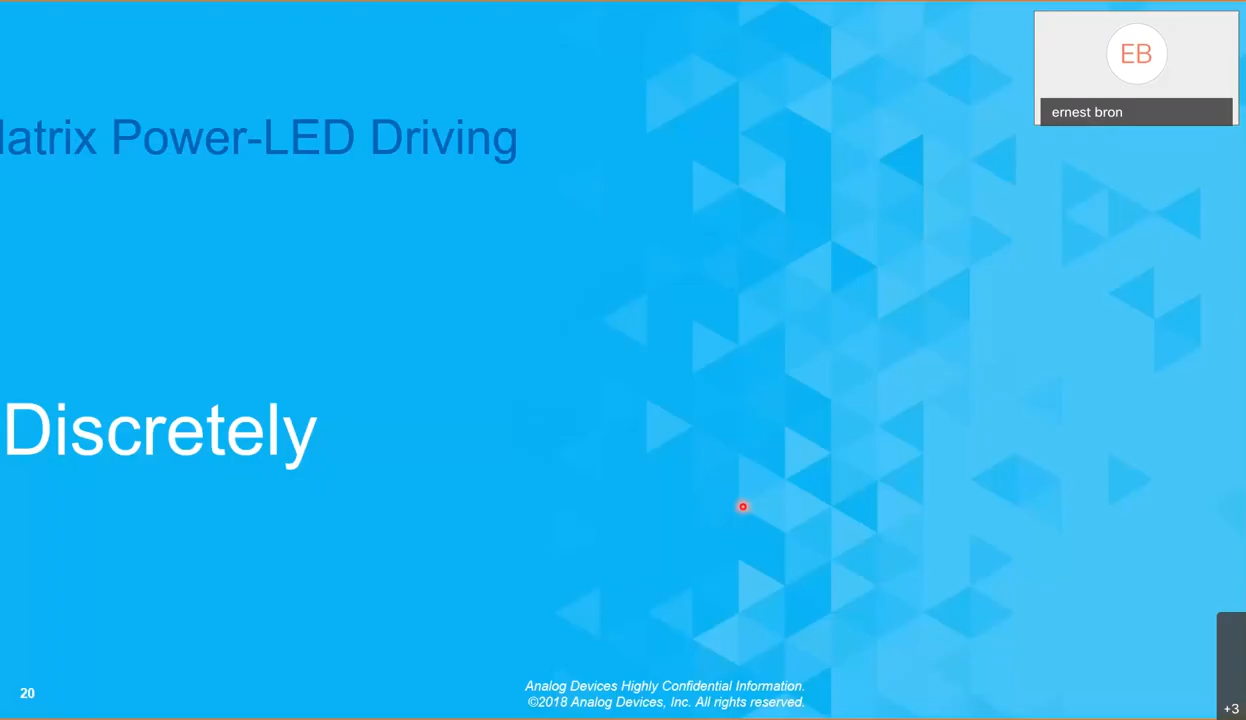 Power-LED Driving
EB
ernest bron
Discretely
20
Analog Devices Highly Confidential Information.
©2018 Analog Devices, Inc. All rights reserved.
+3